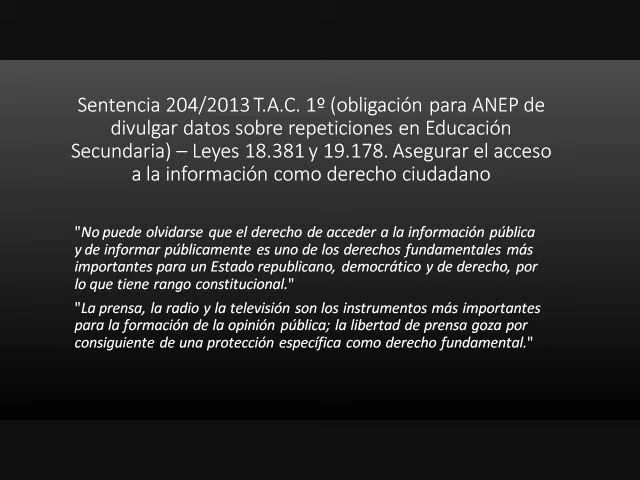 Sentencia 204/2013 T.A.C. 1º (obligación para ANEP de
divulgar datos sobre repeticiones en Educación
Secundaria) – Leyes 18.381 y 19.178. Asegurar el acceso
a la información como derecho ciudadano
"No puede olvidarse que el derecho de acceder a la información pública
y de informar públicamente es uno de los derechos fundamentales más
importantes para un Estado republicano, democrático y de derecho, por
lo que tiene rango constitucional."
"La prensa, la radio y la televisión son los instrumentos más importantes
para la formación de la opinión pública; la libertad de prensa goza por
consiguiente de una protección específica como derecho fundamental."